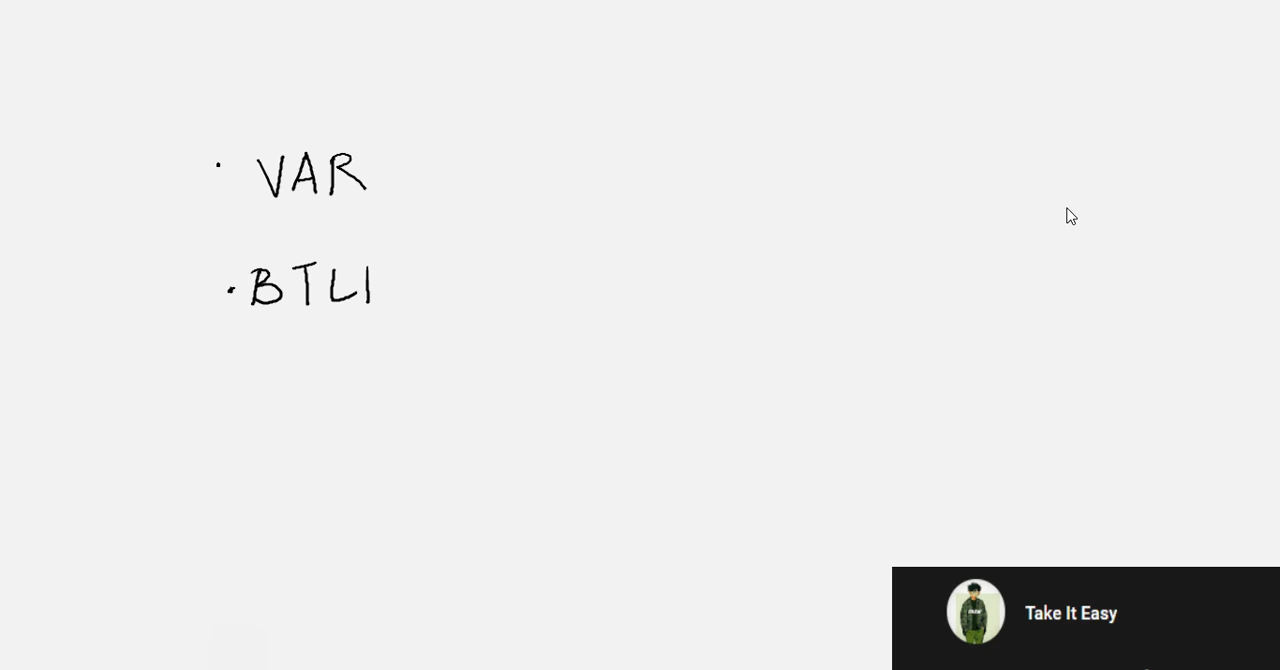 · VAR
· BTLI
Take It Easy